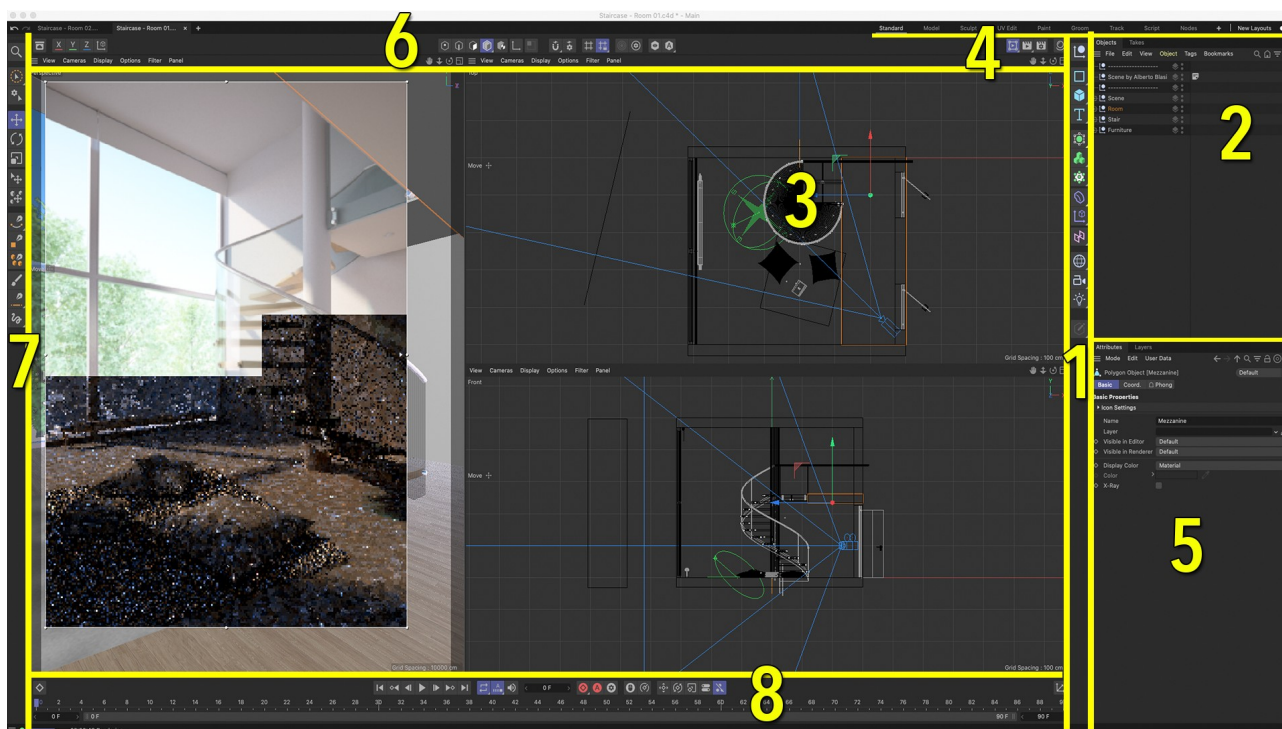 Staircase - Room 01.c4d * - Main
Staircase - Room 02.... Staircase - Room 01.... × +
Standard Model Sculpt UV Edit Paint Groom Track Script Nodes + New Layouts
6
4
X Y Z
View Cameras Display Options Filter Panel
View Cameras Display Options Filter Panel
Perspective
Top
Objects Takes
File Edit View Object Tags Bookmarks
--------------------
Scene by Alberto Blasi
--------------------
Scene
Room
Stair
Furniture
2
Move
3
Grid Spacing : 100 cm
7
1
View Cameras Display Options Filter Panel
Front
Move
Grid Spacing : 10000 cm
Grid Spacing : 100 cm
Attributes Layers
Mode Edit User Data
Polygon Object [Mezzanine] Default
Basic Coord. Phong
Basic Properties
Icon Settings
Name Mezzanine
Layer
Visible in Editor Default
Visible in Renderer Default
Display Color Material
Color
X-Ray
5
8
0 F
0 2 4 6 8 10 12 14 16 18 20 22 24 26 28 30 32 34 36 38 40 42 44 46 48 50 52 54 56 58 60 62 64 66 68 70 72 74 76 78 80 82 84 86 88
0 F 0 F 90 F 90 F